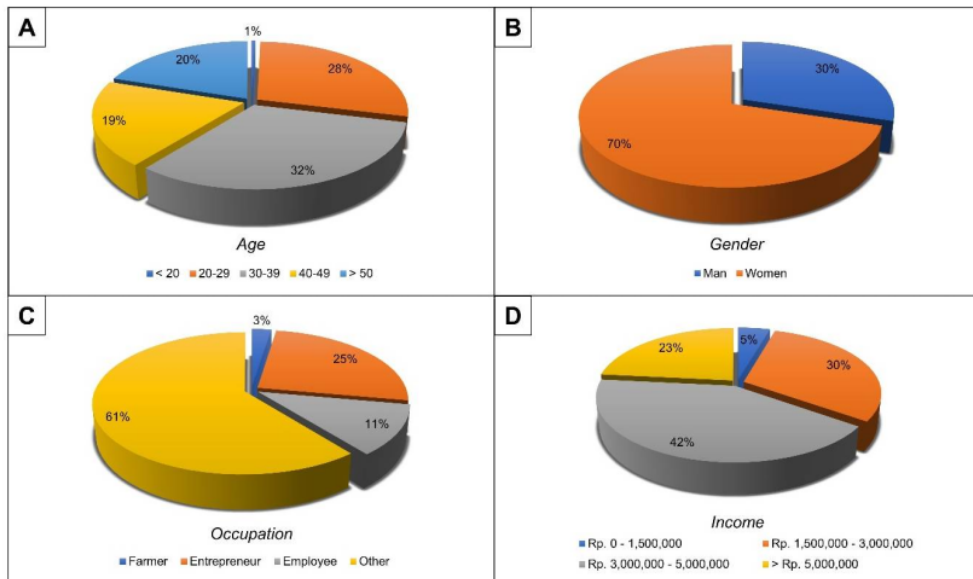 A
1%
20%
28%
19%
32%
Age
< 20 20-29 30-39 40-49 > 50
B
30%
70%
Gender
Man Women
C
3%
25%
61%
11%
Occupation
Farmer Entrepreneur Employee Other
D
5%
23%
30%
42%
Income
Rp. 0 - 1,500,000 Rp. 1,500,000 - 3,000,000
Rp. 3,000,000 - 5,000,000 > Rp. 5,000,000